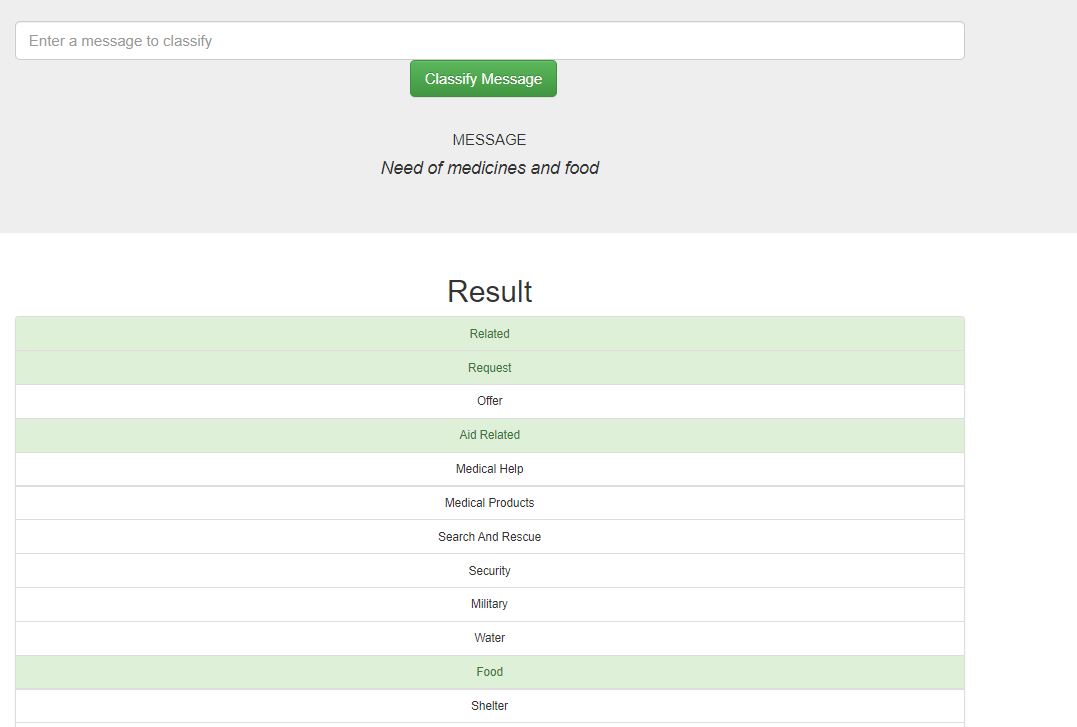 Enter a message to classify
Classify Message
MESSAGE
Need of medicines and food
Result
Related
Request
Offer
Aid Related
Medical Help
Medical Products
Search And Rescue
Security
Military
Water
Food
Shelter